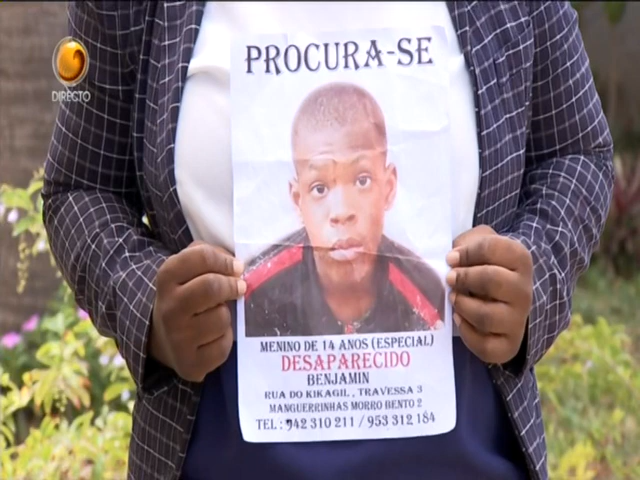 DIRECTO
PROCURA-SE
MENINO DE 14 ANOS (ESPECIAL)
DESAPARECIDO
BENJAMIN
RUA DO KIKAGIL , TRAVESSA 3
MANGUERRINHAS MORRO BENTO 2
TEL : 942 310 211 / 953 312 184